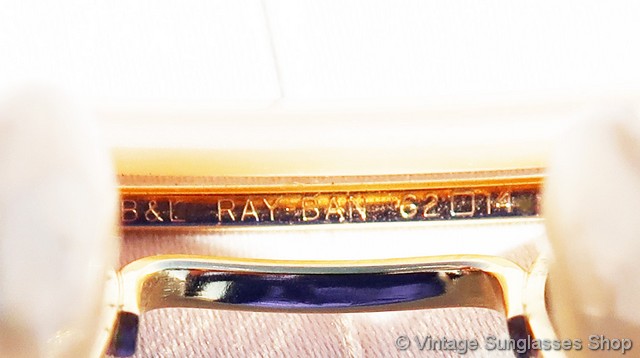 B&L RAY-BAN 62□14
© Vintage Sunglasses Shop